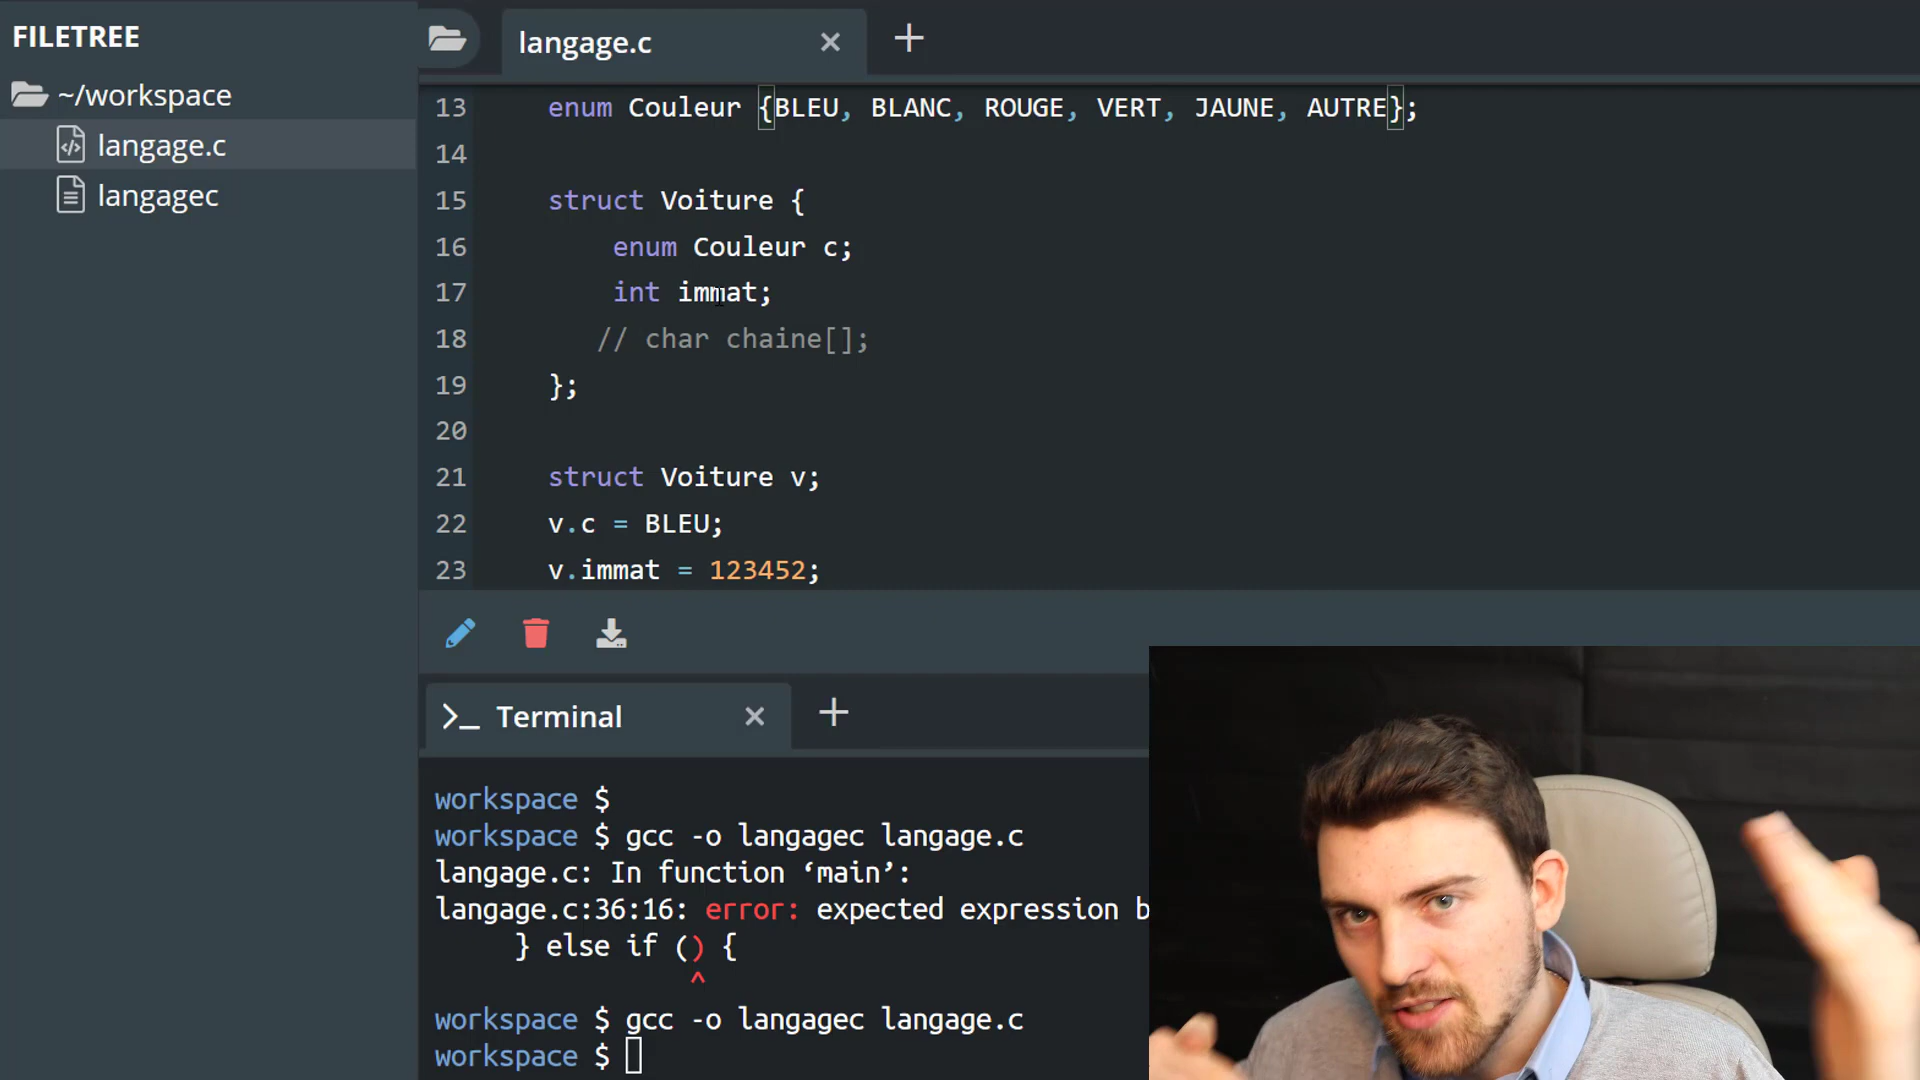 FILETREE
~/workspace
langage.c
langagec
langage.c
13 enum Couleur {BLEU, BLANC, ROUGE, VERT, JAUNE, AUTRE};
14
15 struct Voiture {
16 enum Couleur c;
17 int immat;
18 // char chaine[];
19 };
20
21 struct Voiture v;
22 v.c = BLEU;
23 v.immat = 123452;
>_ Terminal
workspace $
workspace $ gcc -o langagec langage.c
langage.c: In function ‘main’:
langage.c:36:16: error: expected expression b
} else if () {
^
workspace $ gcc -o langagec langage.c
workspace $